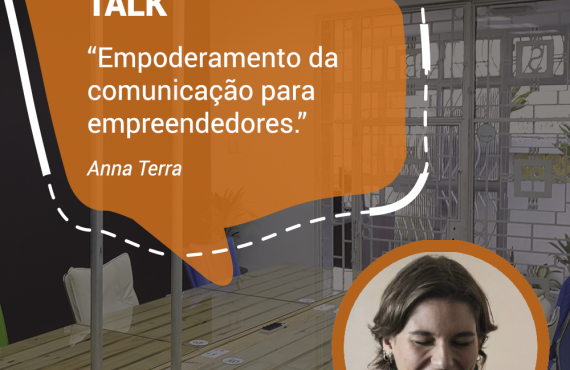 TALK
“Empoderamento da
comunicação para
empreendedores.”
Anna Terra